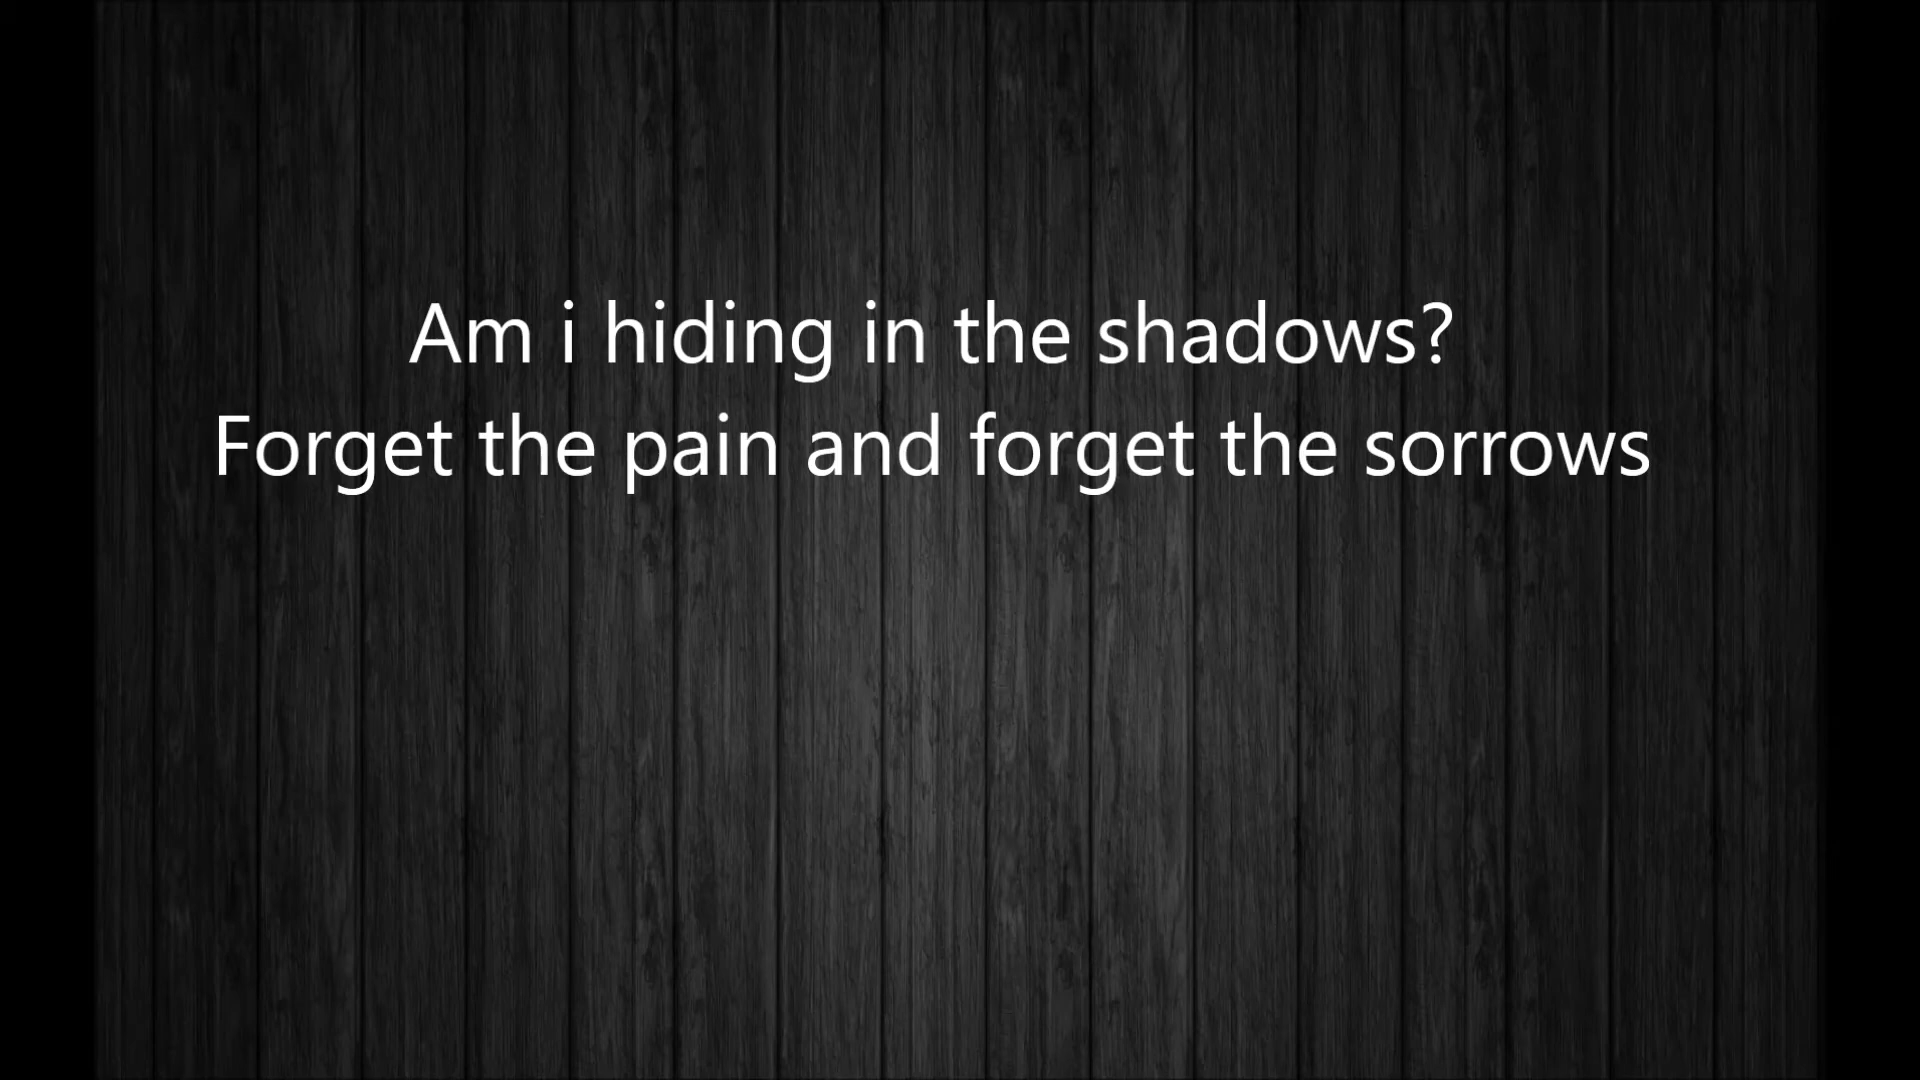 Am i hiding in the shadows?
Forget the pain and forget the sorrows